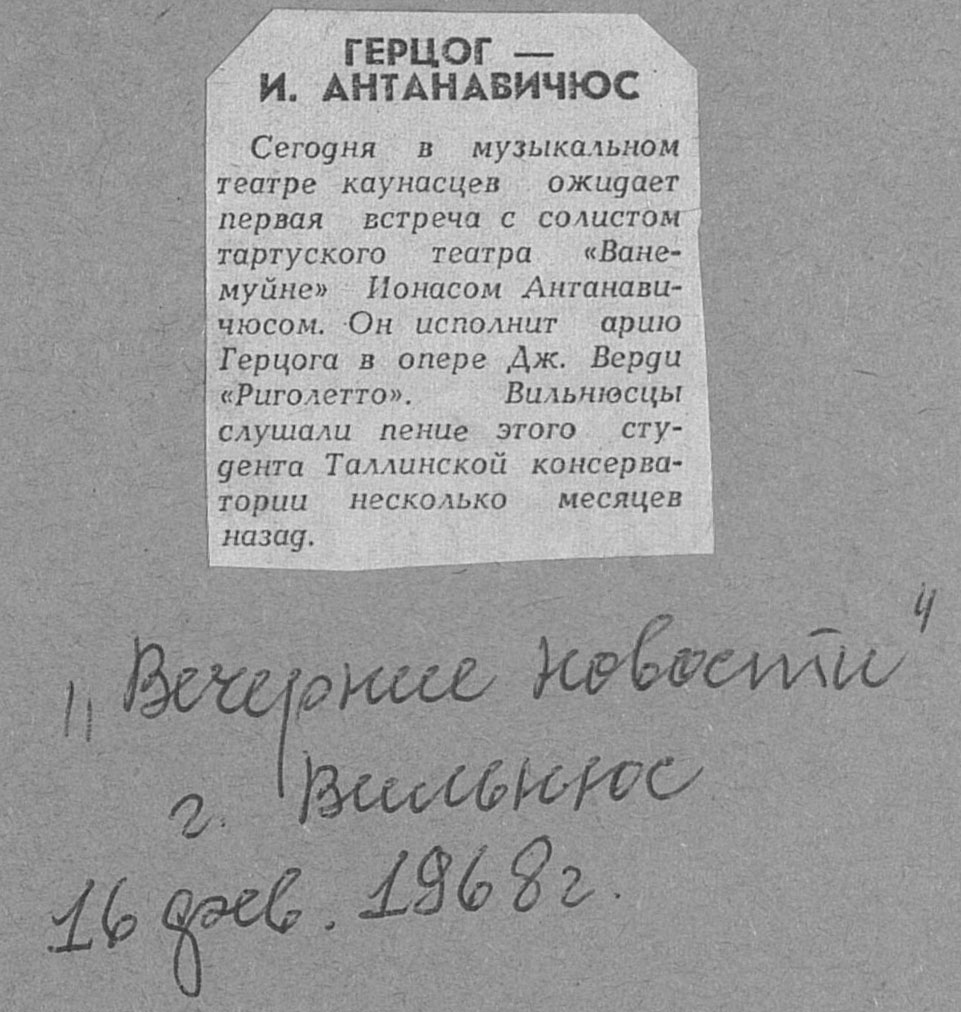 ГЕРЦОГ —
И. АНТАНАВИЧЮС
Сегодня в музыкальном
театре каунасцев ожидает
первая встреча с солистом
тартуского театра «Ване-
муйне» Ионасом Антанави-
чюсом. Он исполнит арию
Герцога в опере Дж. Верди
«Риголетто». Вильнюсцы
слушали пение этого сту-
дента Таллинской консерва-
тории несколько месяцев
назад.
„Вечерние новости"
г. Вильнюс
16 фев. 1968 г.